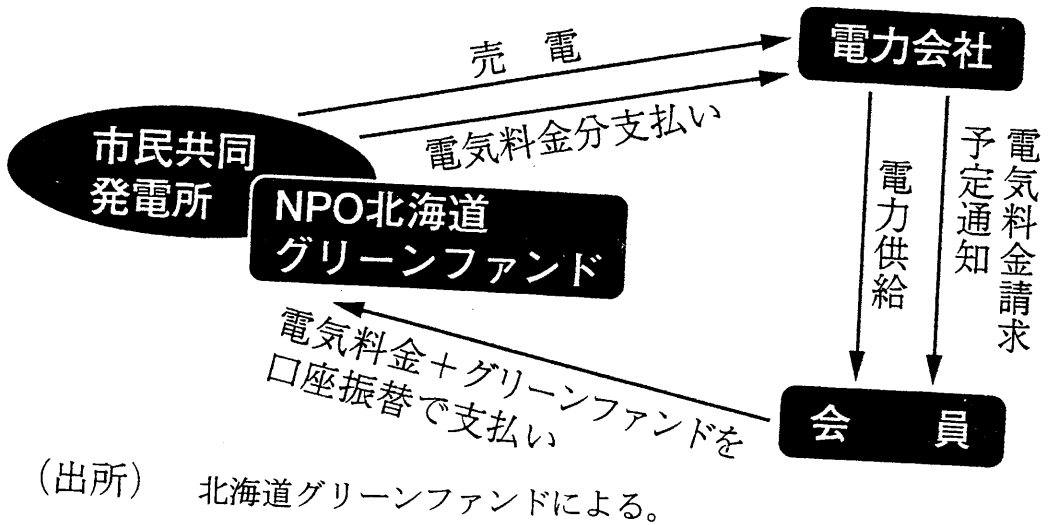 売 電
電力会社
電気料金分支払い
市民共同
発電所
NPO北海道
グリーンファンド
電力供給
電気料金請求
予定通知
電気料金＋グリーンファンドを
口座振替で支払い
会 員
(出所) 北海道グリーンファンドによる。